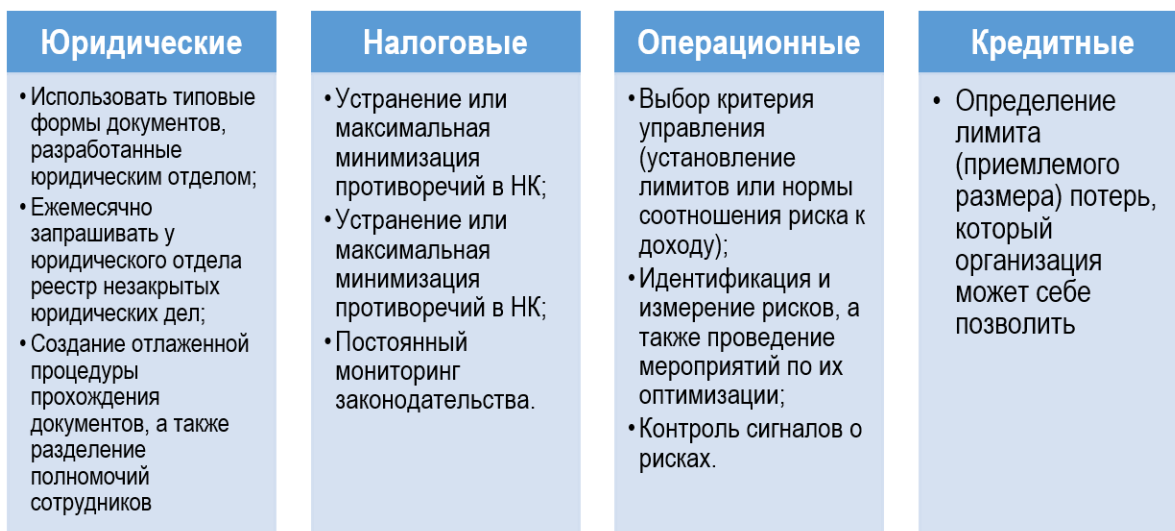 Юридические
• Использовать типовые
формы документов,
разработанные
юридическим отделом;
• Ежемесячно
запрашивать у
юридического отдела
реестр незакрытых
юридических дел;
• Создание отлаженной
процедуры
прохождения
документов, а также
разделение
полномочий
сотрудников
Налоговые
• Устранение или
максимальная
минимизация
противоречий в НК;
• Устранение или
максимальная
минимизация
противоречий в НК;
• Постоянный
мониторинг
законодательства.
Операционные
• Выбор критерия
управления
(установление
лимитов или нормы
соотношения риска к
доходу);
• Идентификация и
измерение рисков, а
также проведение
мероприятий по их
оптимизации;
• Контроль сигналов о
рисках.
Кредитные
• Определение
лимита
(приемлемого
размера) потерь,
который
организация
может себе
позволить